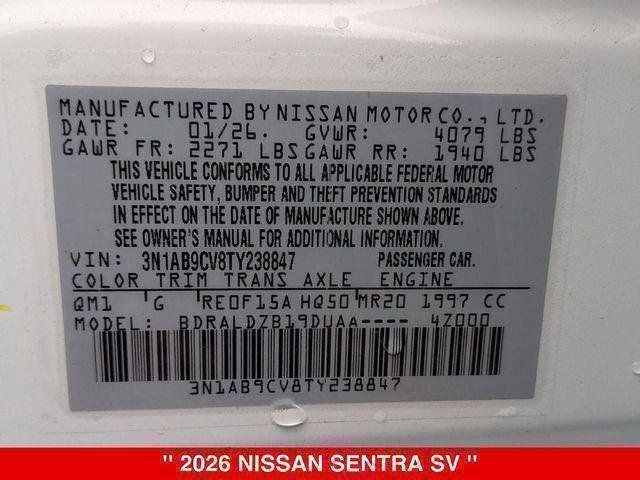 MANUFACTURED BY NISSAN MOTOR CO., LTD.
DATE: 01/26. GVWR: 4079 LBS
GAWR FR: 2271 LBS GAWR RR: 1940 LBS
THIS VEHICLE CONFORMS TO ALL APPLICABLE FEDERAL MOTOR
VEHICLE SAFETY, BUMPER AND THEFT PREVENTION STANDARDS
IN EFFECT ON THE DATE OF MANUFACTURE SHOWN ABOVE.
SEE OWNER'S MANUAL FOR ADDITIONAL INFORMATION
VIN: 3N1AB9CV8TY238847 PASSENGER CAR.
COLOR TRIM TRANS AXLE ENGINE
QM1 G RE0F15A HQ50 MR20 1997 CC
MODEL: BDRALDZB19DUAA---- 4Z000
3N1AB9CV8TY238847
" 2026 NISSAN SENTRA SV "